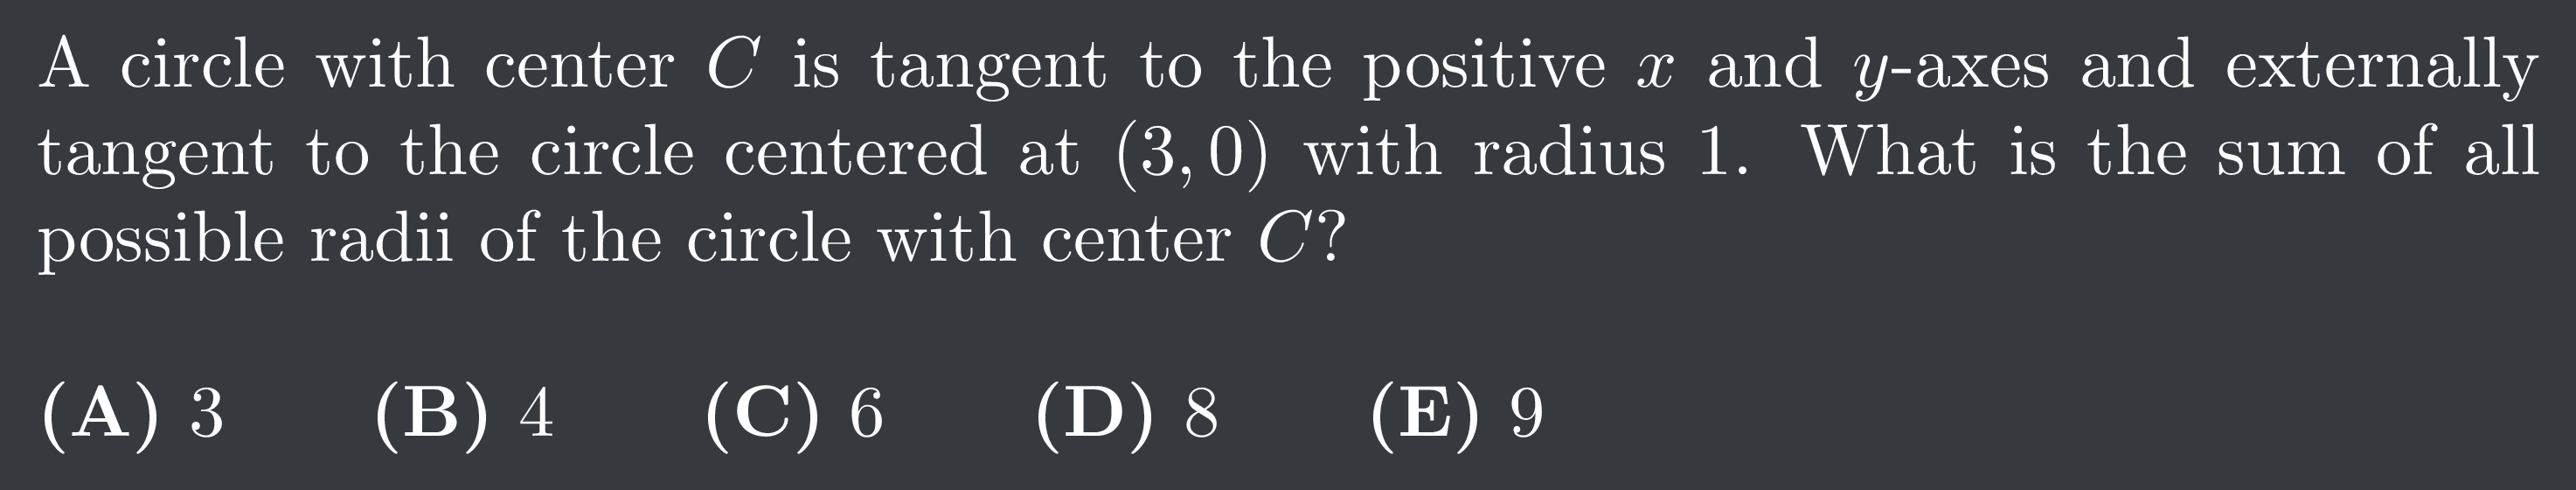 A circle with center C is tangent to the positive x and y-axes and externally
tangent to the circle centered at (3, 0) with radius 1. What is the sum of all
possible radii of the circle with center C?
(A) 3 (B) 4 (C) 6 (D) 8 (E) 9